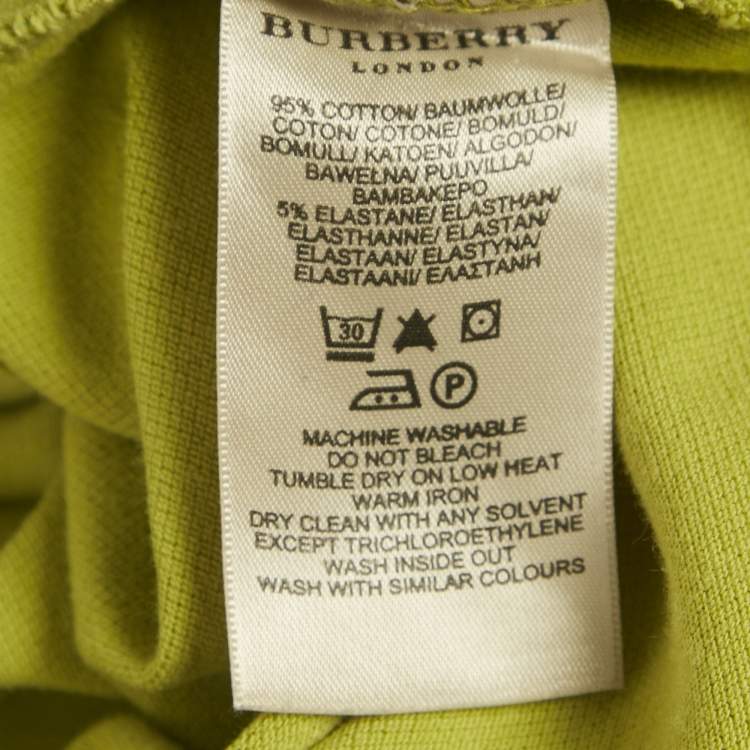 BURBERRY
LONDON
95% COTTON/ BAUMWOLLE/
COTON/ COTONE/ BOMULD/
BOMULL/ KATOEN/ ALGODON/
BAWEŁNA/ PUUVILLA/
ΒΑΜΒΑΚΕΡΟ
5% ELASTANE/ ELASTHAN/
ELASTHANNE/ ELASTAN/
ELASTAAN/ ELASTYNA/
ELASTAANI/ ΕΛΑΣΤΑΝΗ
30
P
MACHINE WASHABLE
DO NOT BLEACH
TUMBLE DRY ON LOW HEAT
WARM IRON
DRY CLEAN WITH ANY SOLVENT
EXCEPT TRICHLOROETHYLENE
WASH INSIDE OUT
WASH WITH SIMILAR COLOURS